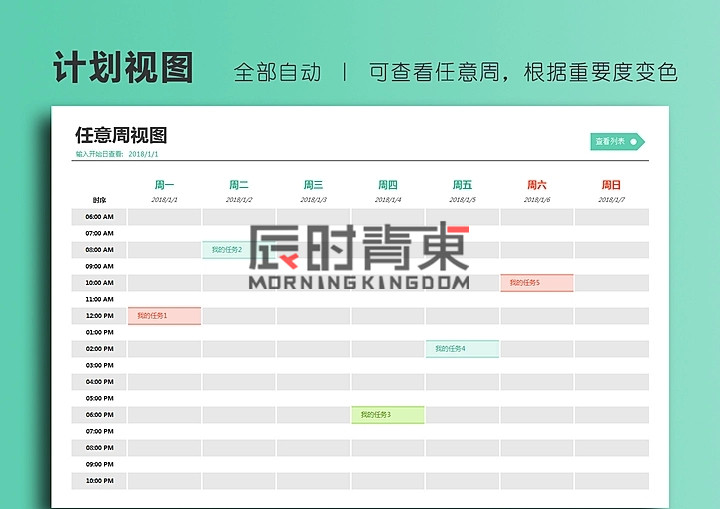 计划视图 全部自动 | 可查看任意周，根据重要度变色
任意周视图
输入开始日查看: 2018/1/1
查看列表
周一 周二 周三 周四 周五 周六 周日
时序 2018/1/1 2018/1/2 2018/1/3 2018/1/4 2018/1/5 2018/1/6 2018/1/7
06:00 AM
07:00 AM
08:00 AM 我的任务2
辰时青東
09:00 AM
MORNINGKINGDOM
10:00 AM 我的任务5
11:00 AM
12:00 PM 我的任务1
01:00 PM
02:00 PM 我的任务4
03:00 PM
04:00 PM
05:00 PM
06:00 PM 我的任务3
07:00 PM
08:00 PM
09:00 PM
10:00 PM